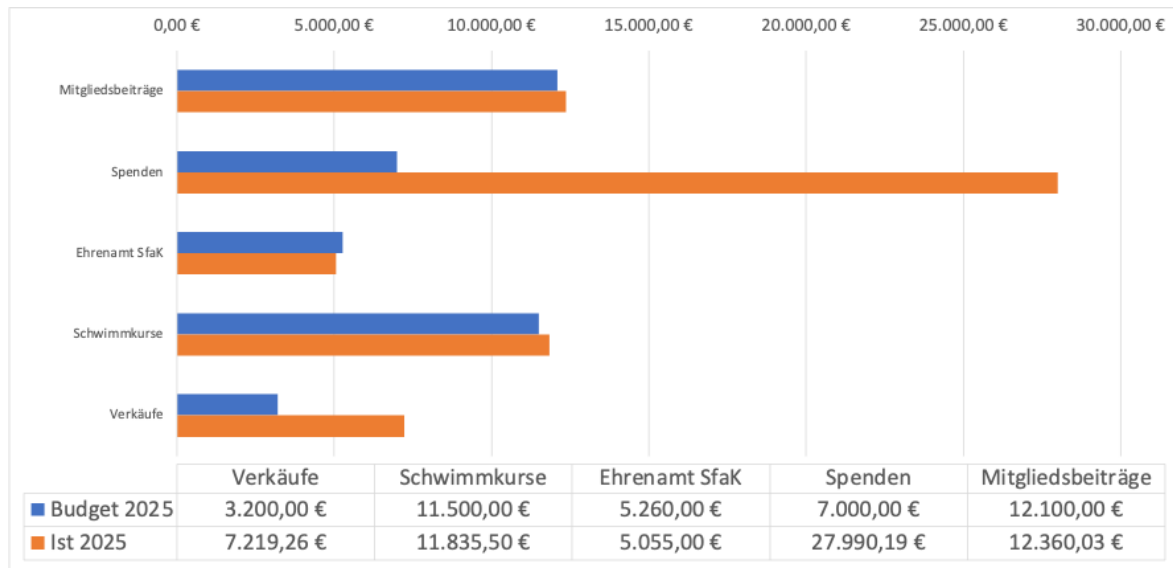 0,00 € 5.000,00 € 10.000,00 € 15.000,00 € 20.000,00 € 25.000,00 € 30.000,00 €
Mitgliedsbeiträge
Spenden
Ehrenamt SfaK
Schwimmkurse
Verkäufe
Verkäufe Schwimmkurse Ehrenamt SfaK Spenden Mitgliedsbeiträge
Budget 2025 3.200,00 € 11.500,00 € 5.260,00 € 7.000,00 € 12.100,00 €
Ist 2025 7.219,26 € 11.835,50 € 5.055,00 € 27.990,19 € 12.360,03 €